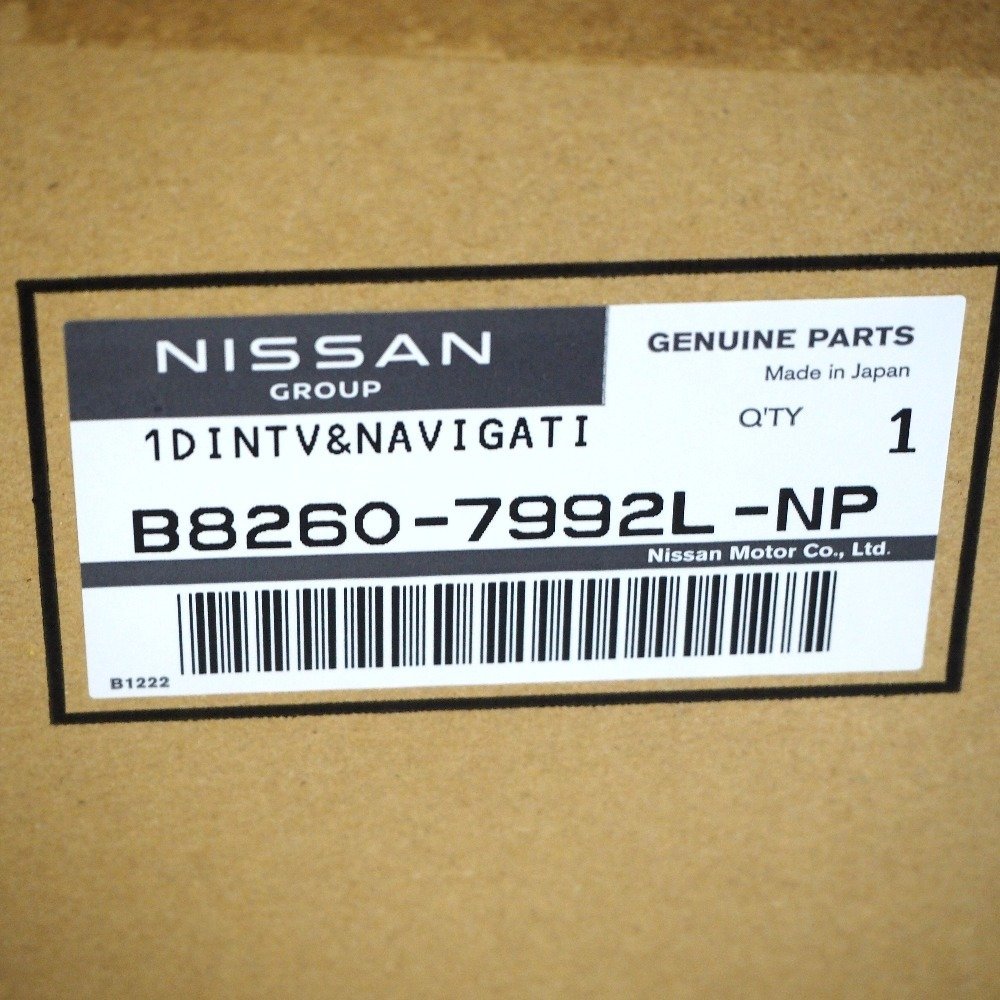 NISSAN
GROUP
GENUINE PARTS
Made in Japan
1DINTV&NAVIGATI
Q'TY 1
B8260-7992L-NP
Nissan Motor Co., Ltd.
B1222